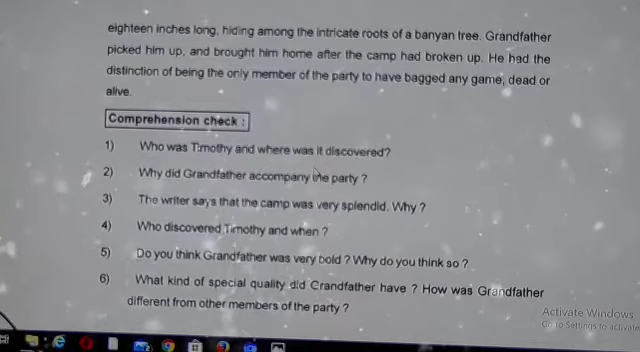 eighteen inches long, hiding among the intricate roots of a banyan tree. Grandfather
picked him up, and brought him home after the camp had broken up. He had the
distinction of being the only member of the party to have bagged any game, dead or
alive.
Comprehension check :
1) Who was Timothy and where was it discovered?
2) Why did Grandfather accompany the party ?
3) The writer says that the camp was very splendid. Why ?
4) Who discovered Timothy and when ?
5) Do you think Grandfather was very bold ? Why do you think so ?
6) What kind of special quality did Grandfather have ? How was Grandfather
different from other members of the party ?
Activate Windows
Go to Settings to activate